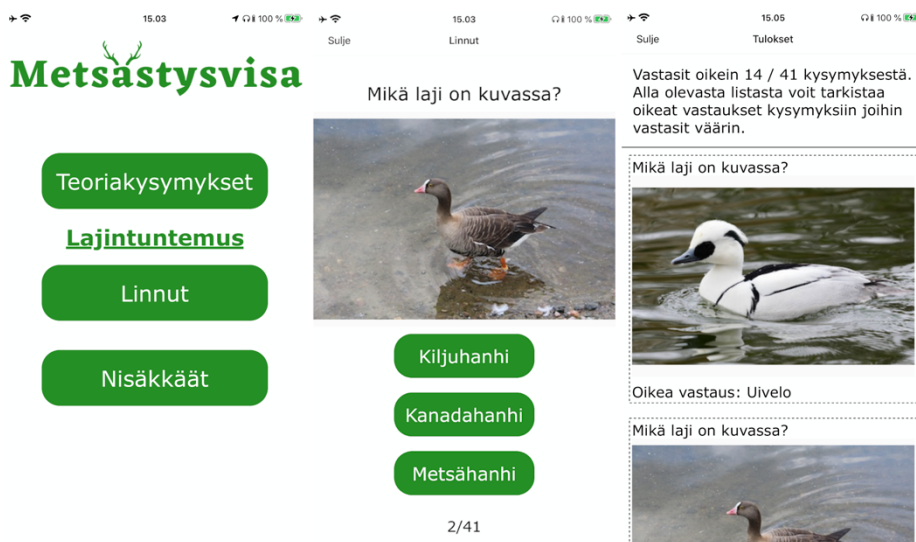 15.03
100 %
Metsästysvisa
Teoriakysymykset
Lajintuntemus
Linnut
Nisäkkäät
15.03
100 %
Sulje
Linnut
Mikä laji on kuvassa?
Kiljuhanhi
Kanadahanhi
Metsähanhi
2/41
15.05
100 %
Sulje
Tulokset
Vastasit oikein 14 / 41 kysymyksestä.
Alla olevasta listasta voit tarkistaa
oikeat vastaukset kysymyksiin joihin
vastasit väärin.
Mikä laji on kuvassa?
Oikea vastaus: Uivelo
Mikä laji on kuvassa?